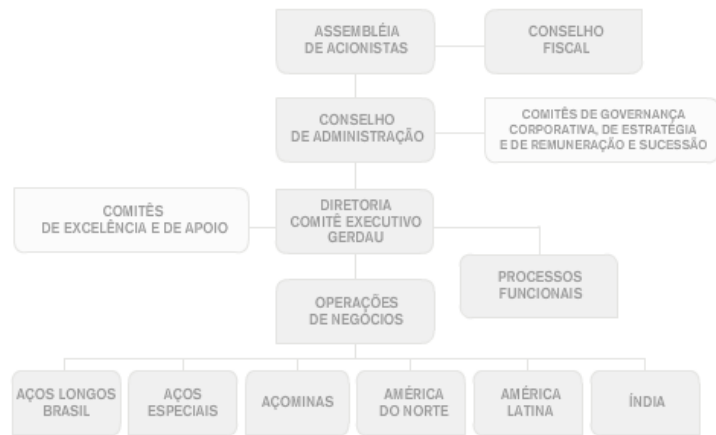 ASSEMBLÉIA
DE ACIONISTAS
CONSELHO
FISCAL
CONSELHO
DE ADMINISTRAÇÃO
COMITÊS DE GOVERNANÇA
CORPORATIVA, DE ESTRATÉGIA
E DE REMUNERAÇÃO E SUCESSÃO
COMITÊS
DE EXCELÊNCIA E DE APOIO
DIRETORIA
COMITÊ EXECUTIVO
GERDAU
PROCESSOS
FUNCIONAIS
OPERAÇÕES
DE NEGÓCIOS
AÇOS LONGOS
BRASIL
AÇOS
ESPECIAIS
AÇOMINAS
AMÉRICA
DO NORTE
AMÉRICA
LATINA
ÍNDIA